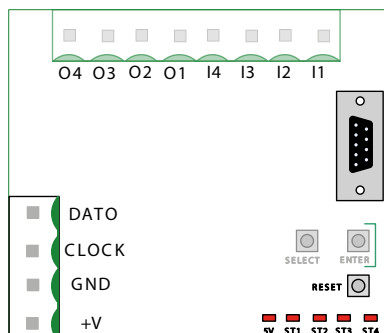 O4 O3 O2 O1 I4 I3 I2 I1
DATO
CLOCK
SELECT ENTER
GND
RESET
+V
5V ST1 ST2 ST3 ST4